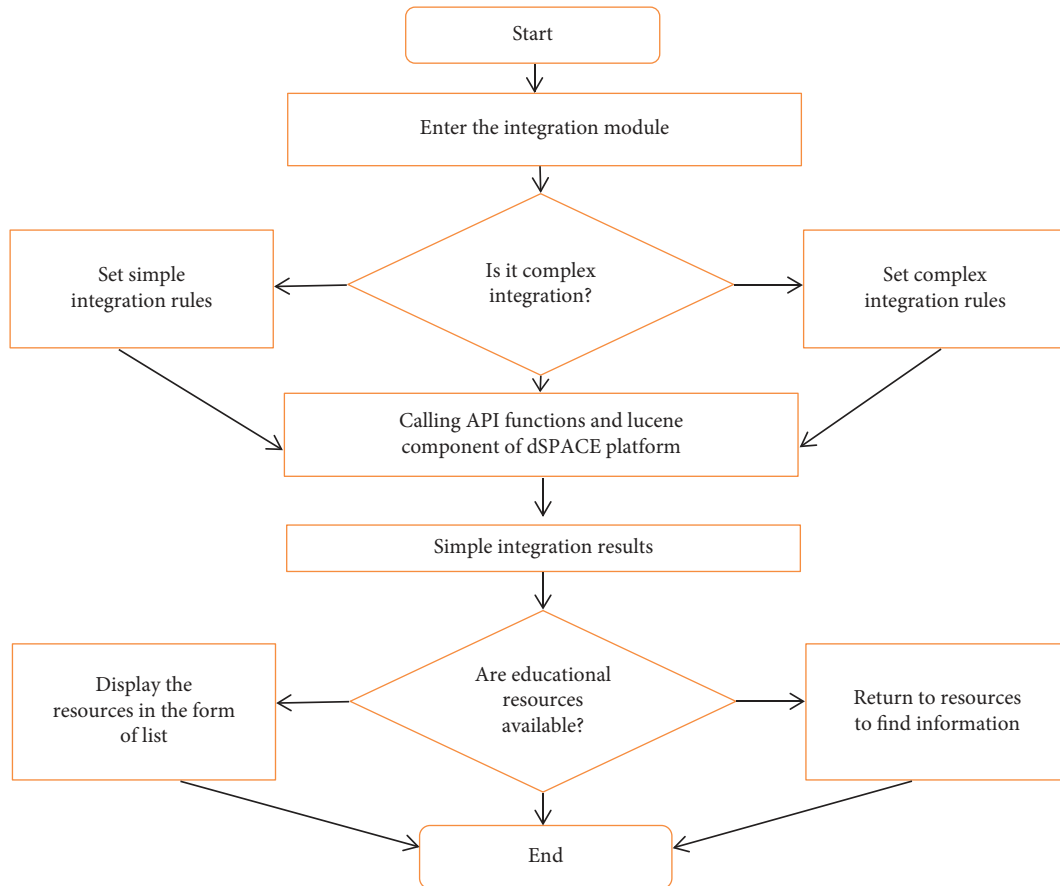 Start
Enter the integration module
Set simple
integration rules
Is it complex
integration?
Set complex
integration rules
Calling API functions and lucene
component of dSPACE platform
Simple integration results
Display the
resources in the form
of list
Are educational
resources
available?
Return to resources
to find information
End